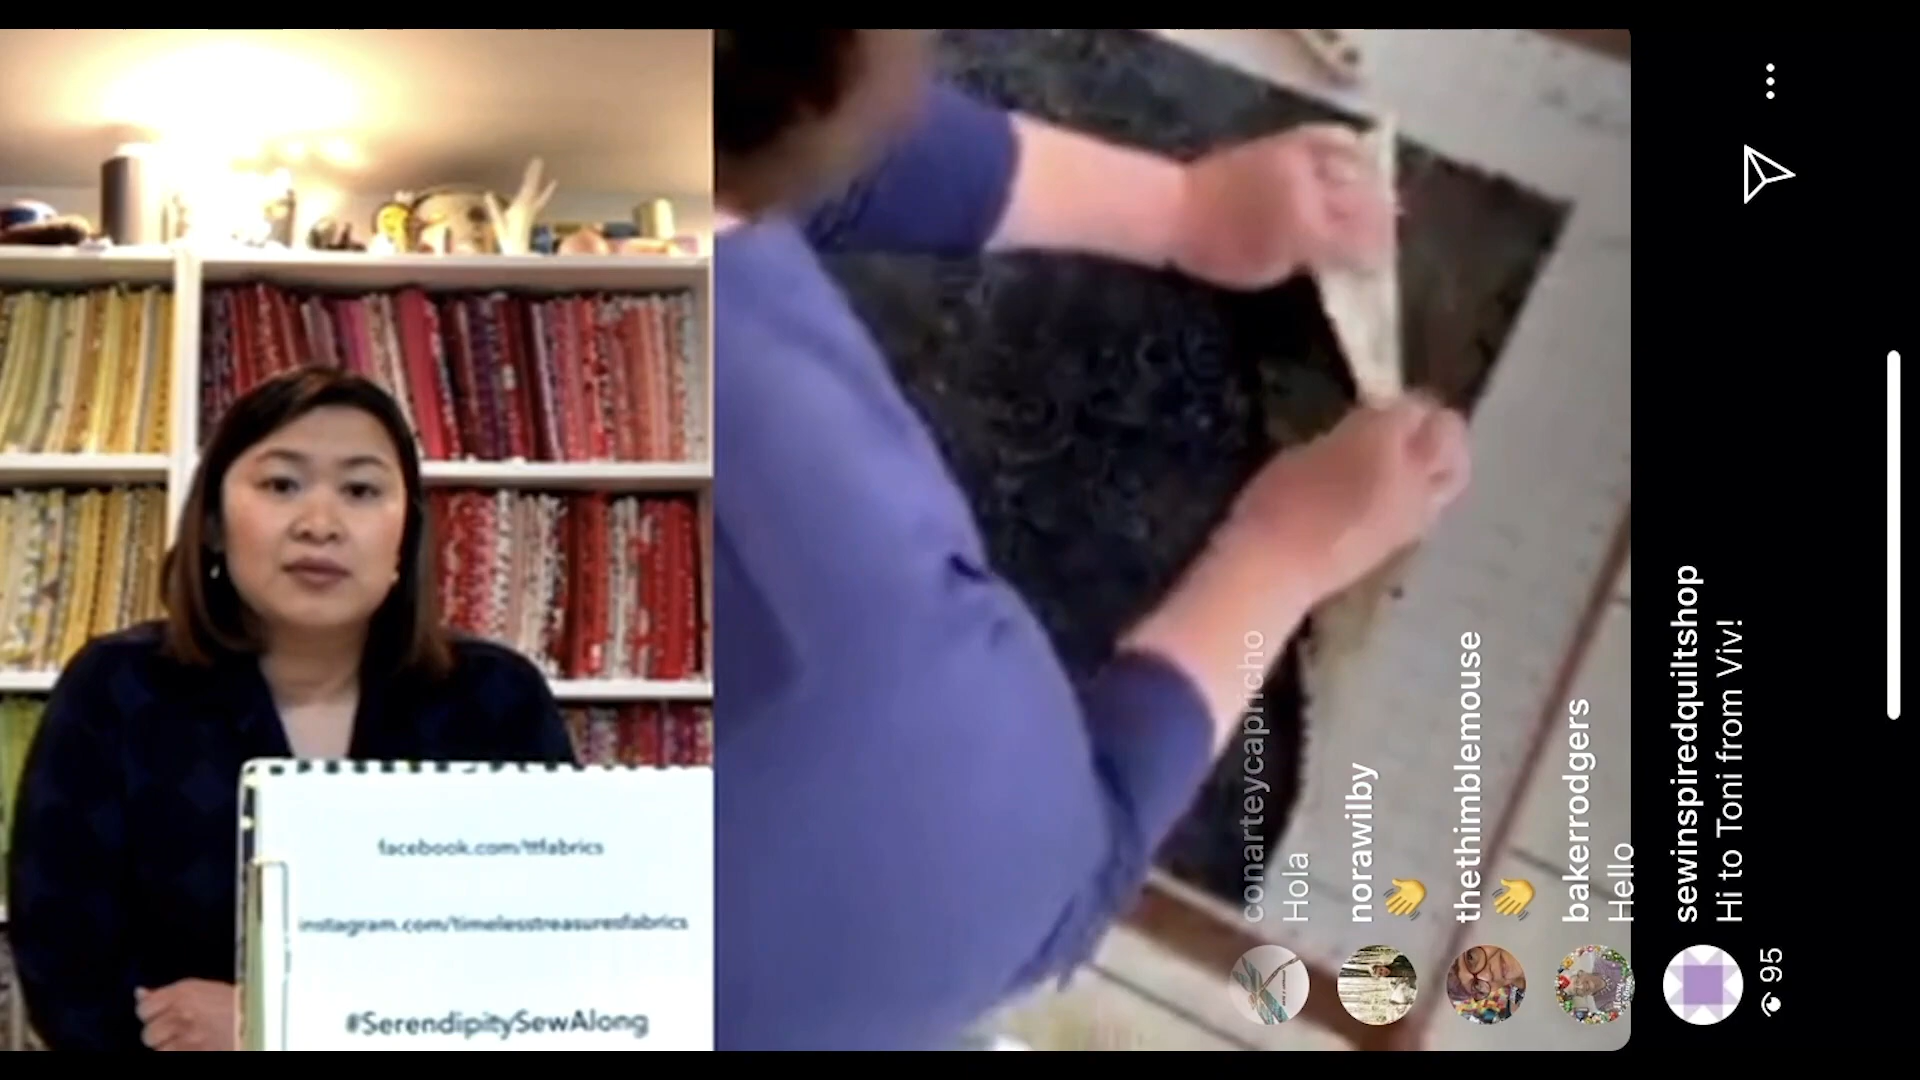 facebook.com/ttfabrics
instagram.com/timelesstreasuresfabrics
#SerendipitySewAlong
conarteycapricho
Hola
norawilby
👋
thethimblemouse
👋
bakerrodgers
Hello
sewinspiredquiltshop
Hi to Toni from Viv!
95